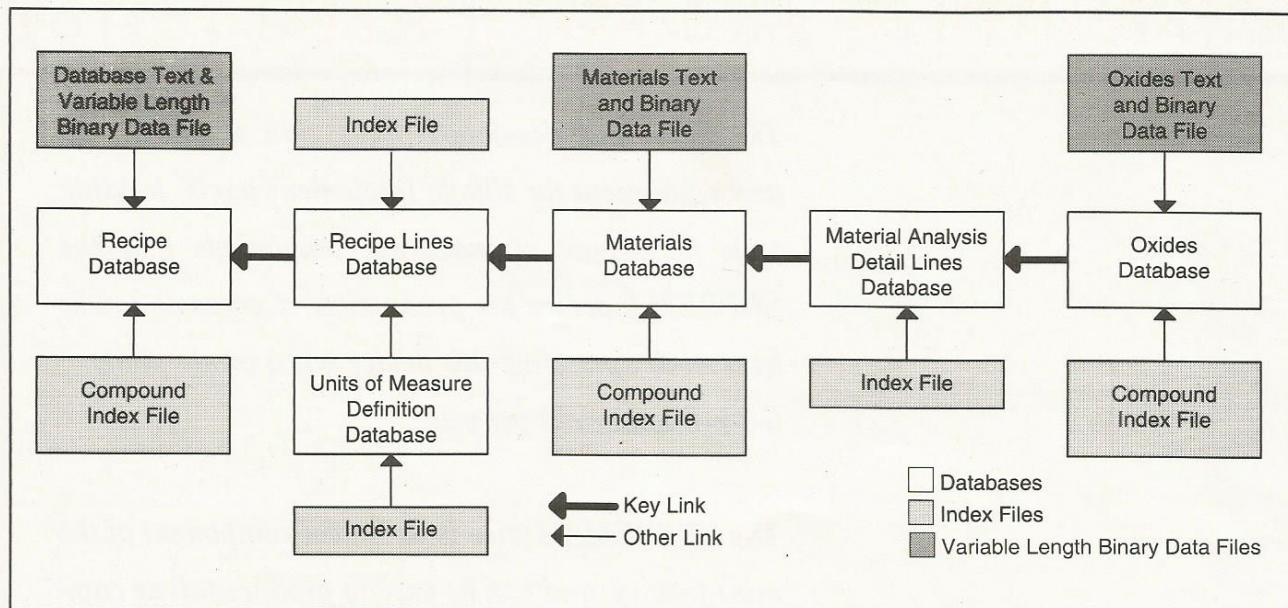 Database Text &
Variable Length
Binary Data File
Index File
Materials Text
and Binary
Data File
Oxides Text
and Binary
Data File
Recipe
Database
Recipe Lines
Database
Materials
Database
Material Analysis
Detail Lines
Database
Oxides
Database
Compound
Index File
Units of Measure
Definition
Database
Compound
Index File
Index File
Compound
Index File
Index File
Key Link
Other Link
Databases
Index Files
Variable Length Binary Data Files